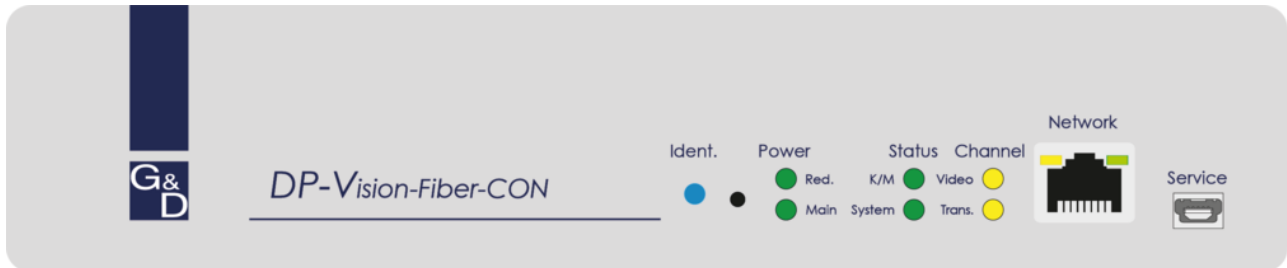 G&D
DP-Vision-Fiber-CON
Ident.
Power
Red.
Main
Status
K/M
System
Channel
Video
Trans.
Network
Service